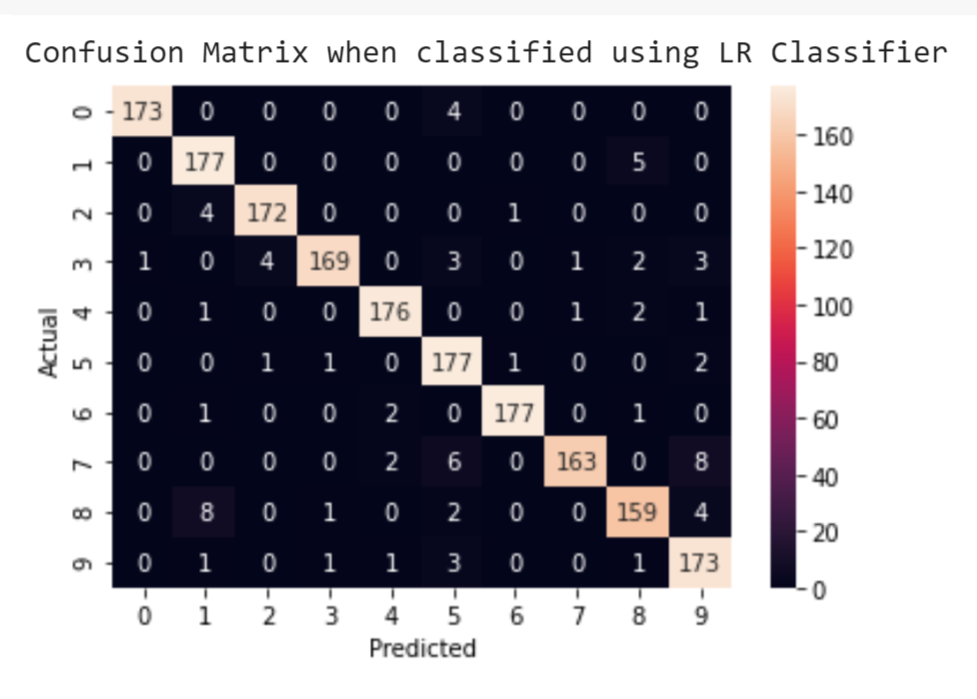 Confusion Matrix when classified using LR Classifier
0 173 0 0 0 0 4 0 0 0 0
1 0 177 0 0 0 0 0 0 5 0
2 0 4 172 0 0 0 1 0 0 0
3 1 0 4 169 0 3 0 1 2 3
4 0 1 0 0 176 0 0 1 2 1
5 0 0 1 1 0 177 1 0 0 2
6 0 1 0 0 2 0 177 0 1 0
7 0 0 0 0 2 6 0 163 0 8
8 0 8 0 1 0 2 0 0 159 4
9 0 1 0 1 1 3 0 0 1 173
0 1 2 3 4 5 6 7 8 9
Predicted
Actual
160
140
120
100
80
60
40
20
0